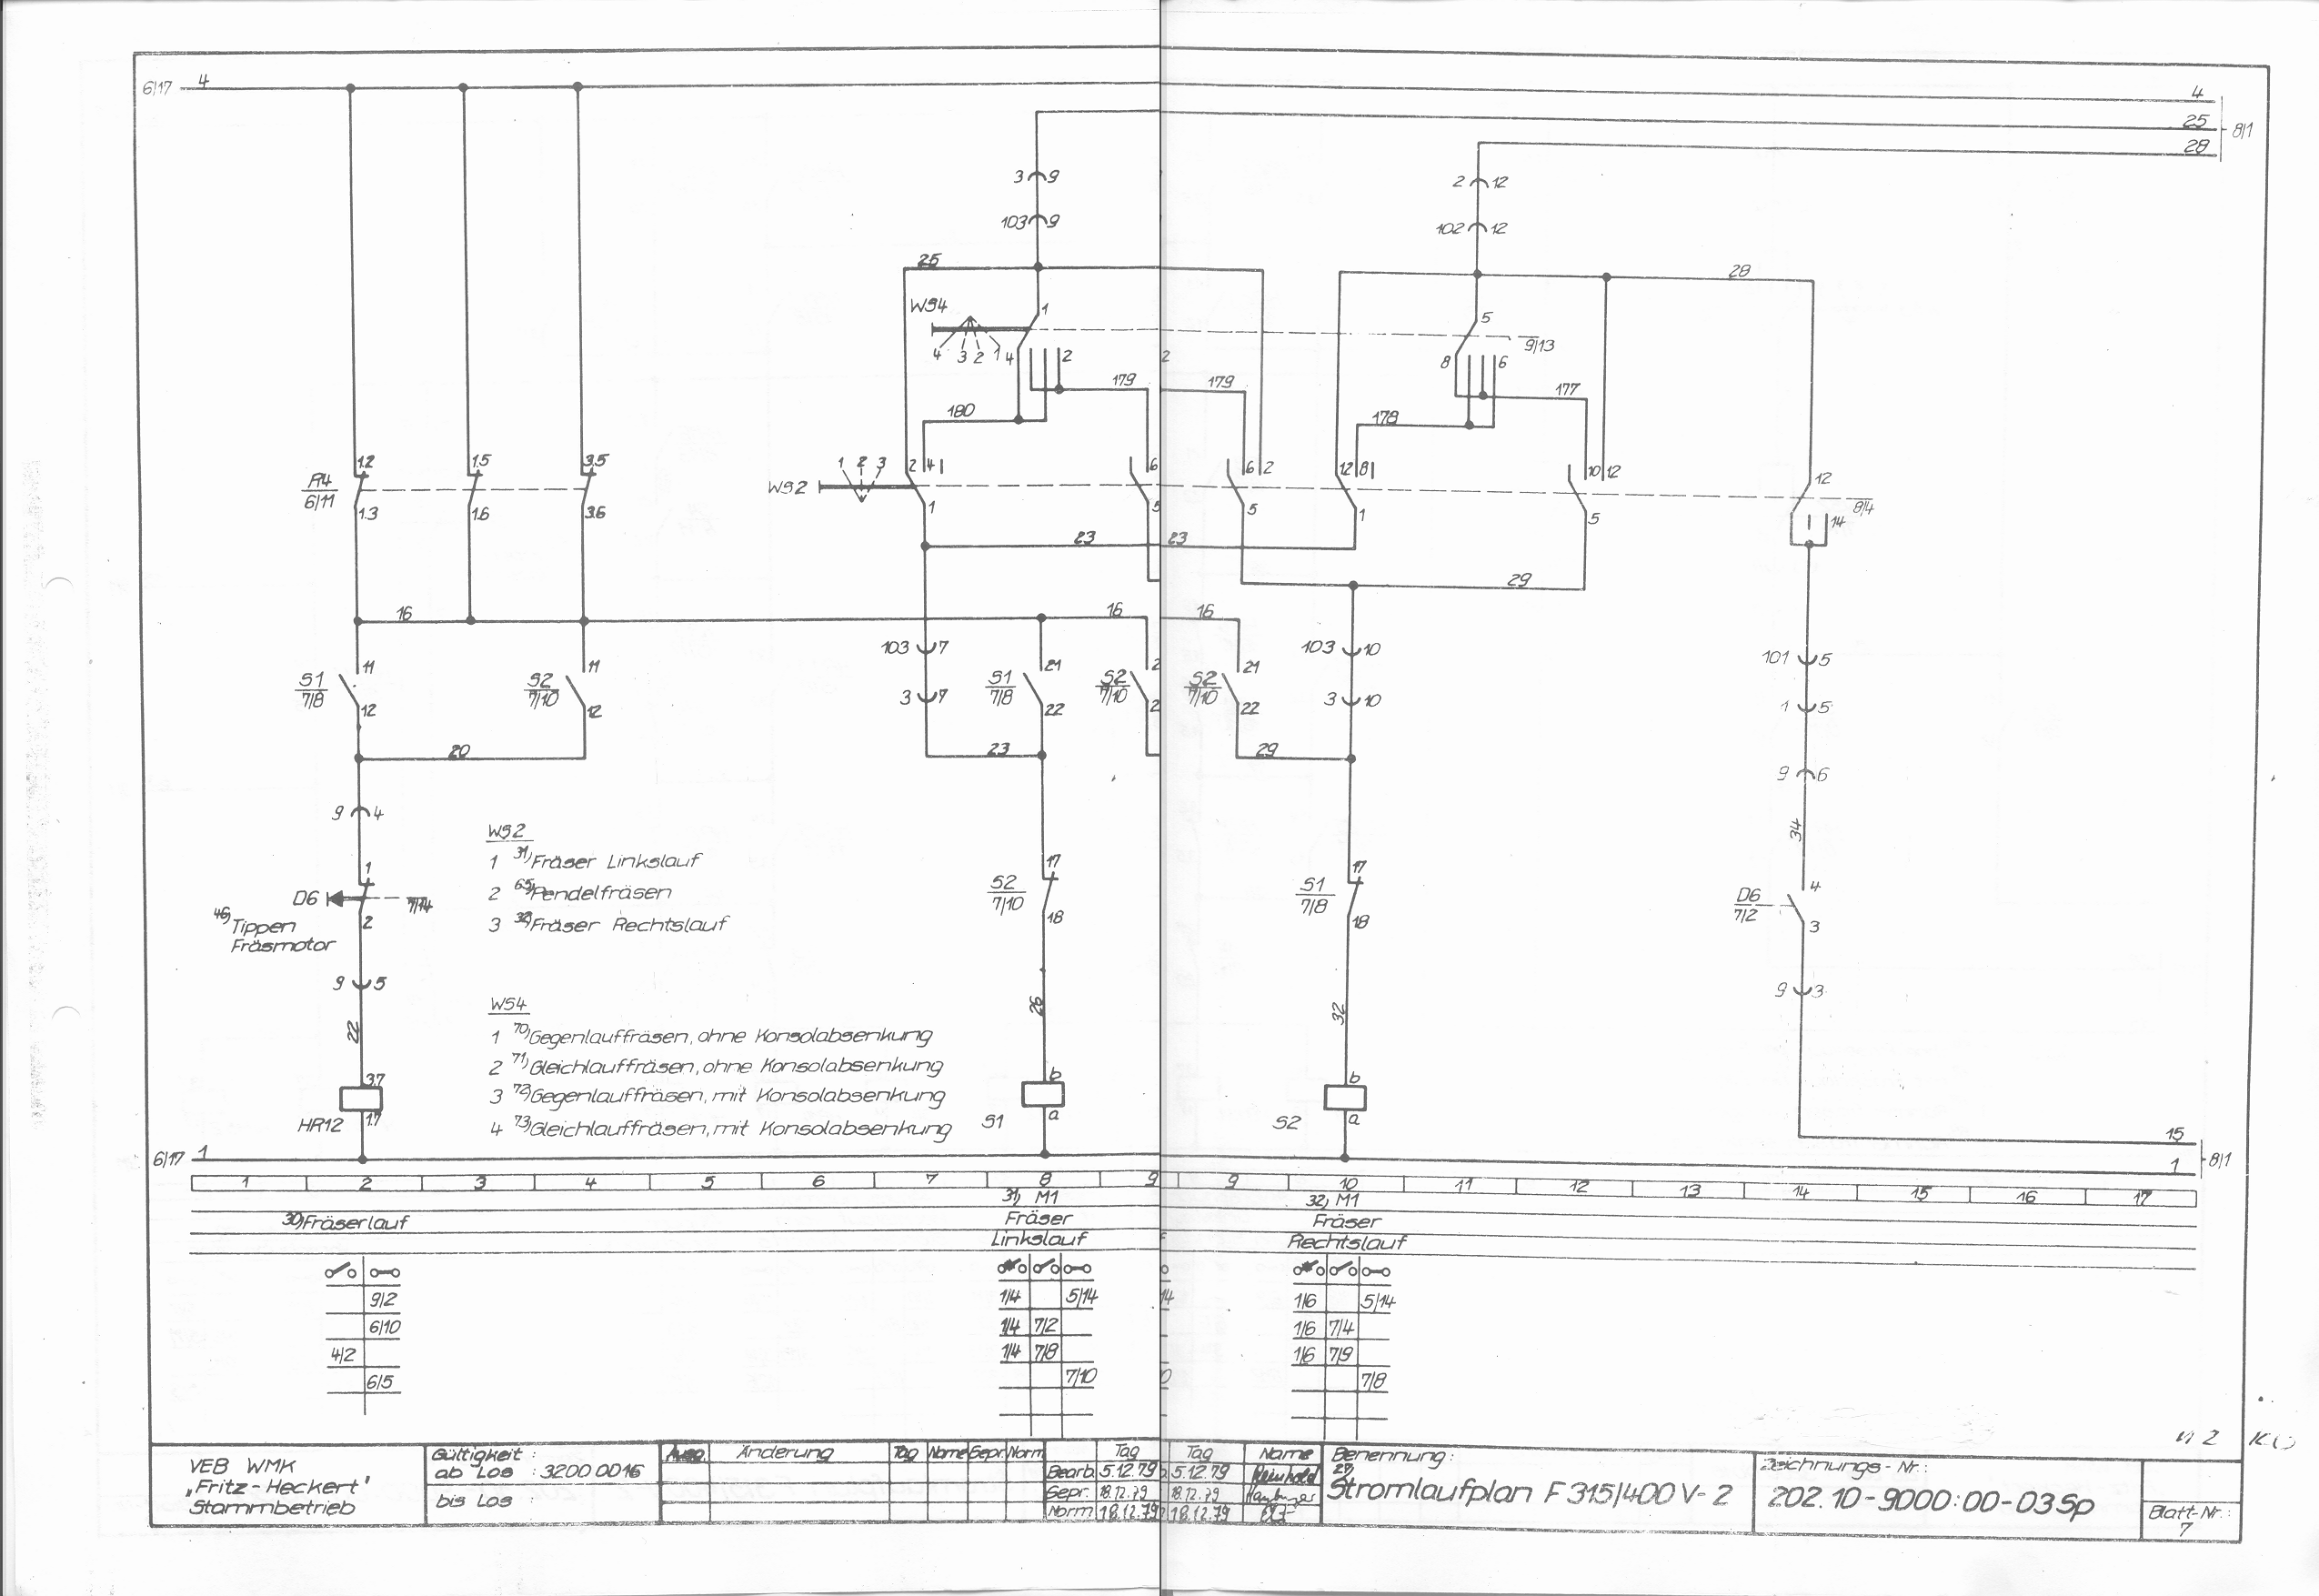 6/17 4
4
25
28
8/1
3 9
103 9
2 12
102 12
25
28
WS4
1
4 3 2 1 4
2
2
179
179
180
5
9/13
8
6
177
178
A4
6/11
1.2
1.3
1.5
1.6
3.5
3.6
WS2
1 2 3
2 4
1
6
5
6 2
5
12 8
1
10 12
5
12
8/4
14
23
23
29
16
16
16
S1
7/8
11
12
S2
7/10
11
12
103 7
3 7
S1
7/8
21
22
S2
7/10
2
2
S2
7/10
21
22
103 10
3 10
101 5
1 5
20
23
29
9 4
9 6
34
D6
1
2
46) Tippen
Fräsmotor
9 5
22
WS2
1 31) Fräser Linkslauf
2 65) Pendelfräsen
3 32) Fräser Rechtslauf
WS4
1 70) Gegenlauffräsen, ohne Konsolabsenkung
2 71) Gleichlauffräsen, ohne Konsolabsenkung
3 72) Gegenlauffräsen, mit Konsolabsenkung
4 73) Gleichlauffräsen, mit Konsolabsenkung
S2
7/10
17
18
26
S1
7/8
17
18
32
D6
7/2
4
3
9 3
HR12
3.7
1.7
S1
b
a
S2
b
a
15
6/17 1
1
8/1
1 2 3 4 5 6 7 8 9 9 10 11 12 13 14 15 16 17
30) Fräserlauf
31) M1
Fräser
Linkslauf
32) M1
Fräser
Rechtslauf
9/2
6/10
4/2
6/5
1/4 5/14
1/4 7/2
1/4 7/8
7/10
1/6 5/14
1/6 7/4
1/6 7/9
7/8
VEB WMK
„Fritz-Heckert'
Stammbetrieb
Gültigkeit :
ab Los : 3200 0016
bis Los :
Ausg. Änderung Tag Name Gepr. Norm
Tag
Bearb. 5.12.79
Gepr. 18.12.79
Norm 18.12.79
Tag Name
5.12.79 Reinhold
18.12.79
18.12.79
Benennung:
27)
Stromlaufplan F 315/400 V-2
Zeichnungs-Nr.:
202.10-9000:00-03Sp
Blatt-Nr.:
7